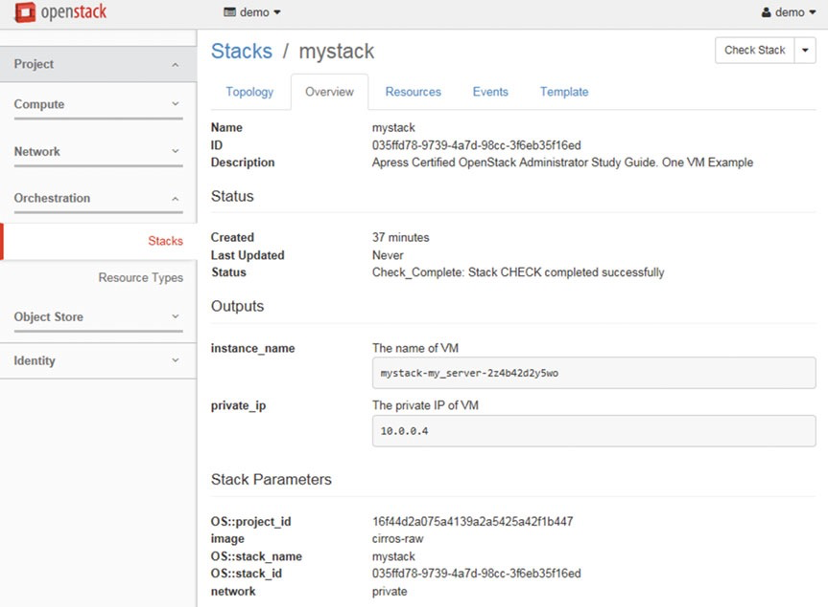 openstack
demo
demo
Project
Compute
Network
Orchestration
Stacks
Resource Types
Object Store
Identity
Stacks / mystack
Check Stack
Topology
Overview
Resources
Events
Template
Name mystack
ID 035ffd78-9739-4a7d-98cc-3f6eb35f16ed
Description Apress Certified OpenStack Administrator Study Guide. One VM Example
Status
Created 37 minutes
Last Updated Never
Status Check_Complete: Stack CHECK completed successfully
Outputs
instance_name The name of VM
mystack-my_server-2z4b42d2y5wo
private_ip The private IP of VM
10.0.0.4
Stack Parameters
OS::project_id 16f44d2a075a4139a2a5425a42f1b447
image cirros-raw
OS::stack_name mystack
OS::stack_id 035ffd78-9739-4a7d-98cc-3f6eb35f16ed
network private